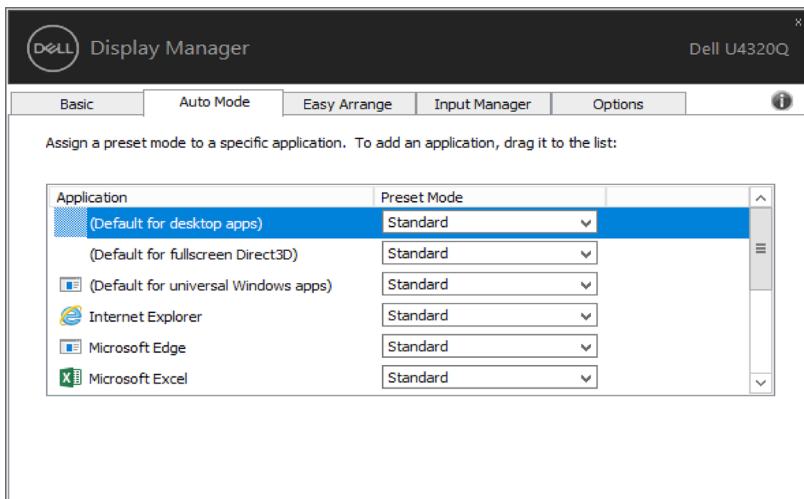 DELL Display Manager Dell U4320Q
Basic Auto Mode Easy Arrange Input Manager Options
Assign a preset mode to a specific application. To add an application, drag it to the list:
Application Preset Mode
(Default for desktop apps) Standard
(Default for fullscreen Direct3D) Standard
(Default for universal Windows apps) Standard
Internet Explorer Standard
Microsoft Edge Standard
Microsoft Excel Standard